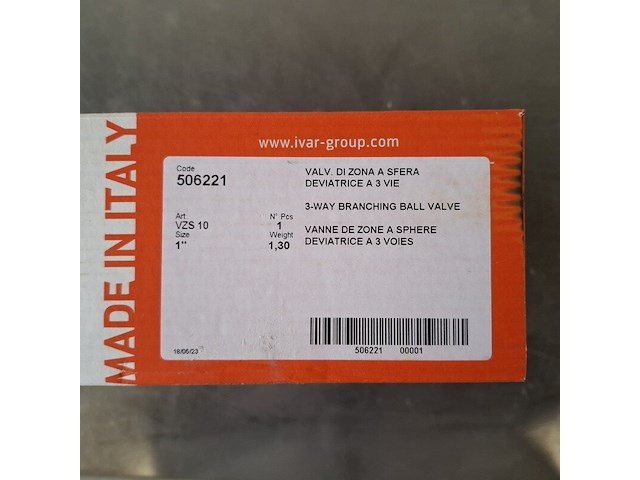 MADE IN ITALY
www.ivar-group.com
Code
506221
Art.
VZS 10
Size
1"
N° Pcs
1
Weight
1,30
VALV. DI ZONA A SFERA
DEVIATRICE A 3 VIE
3-WAY BRANCHING BALL VALVE
VANNE DE ZONE A SPHERE
DEVIATRICE A 3 VOIES
506221 00001
16/05/23